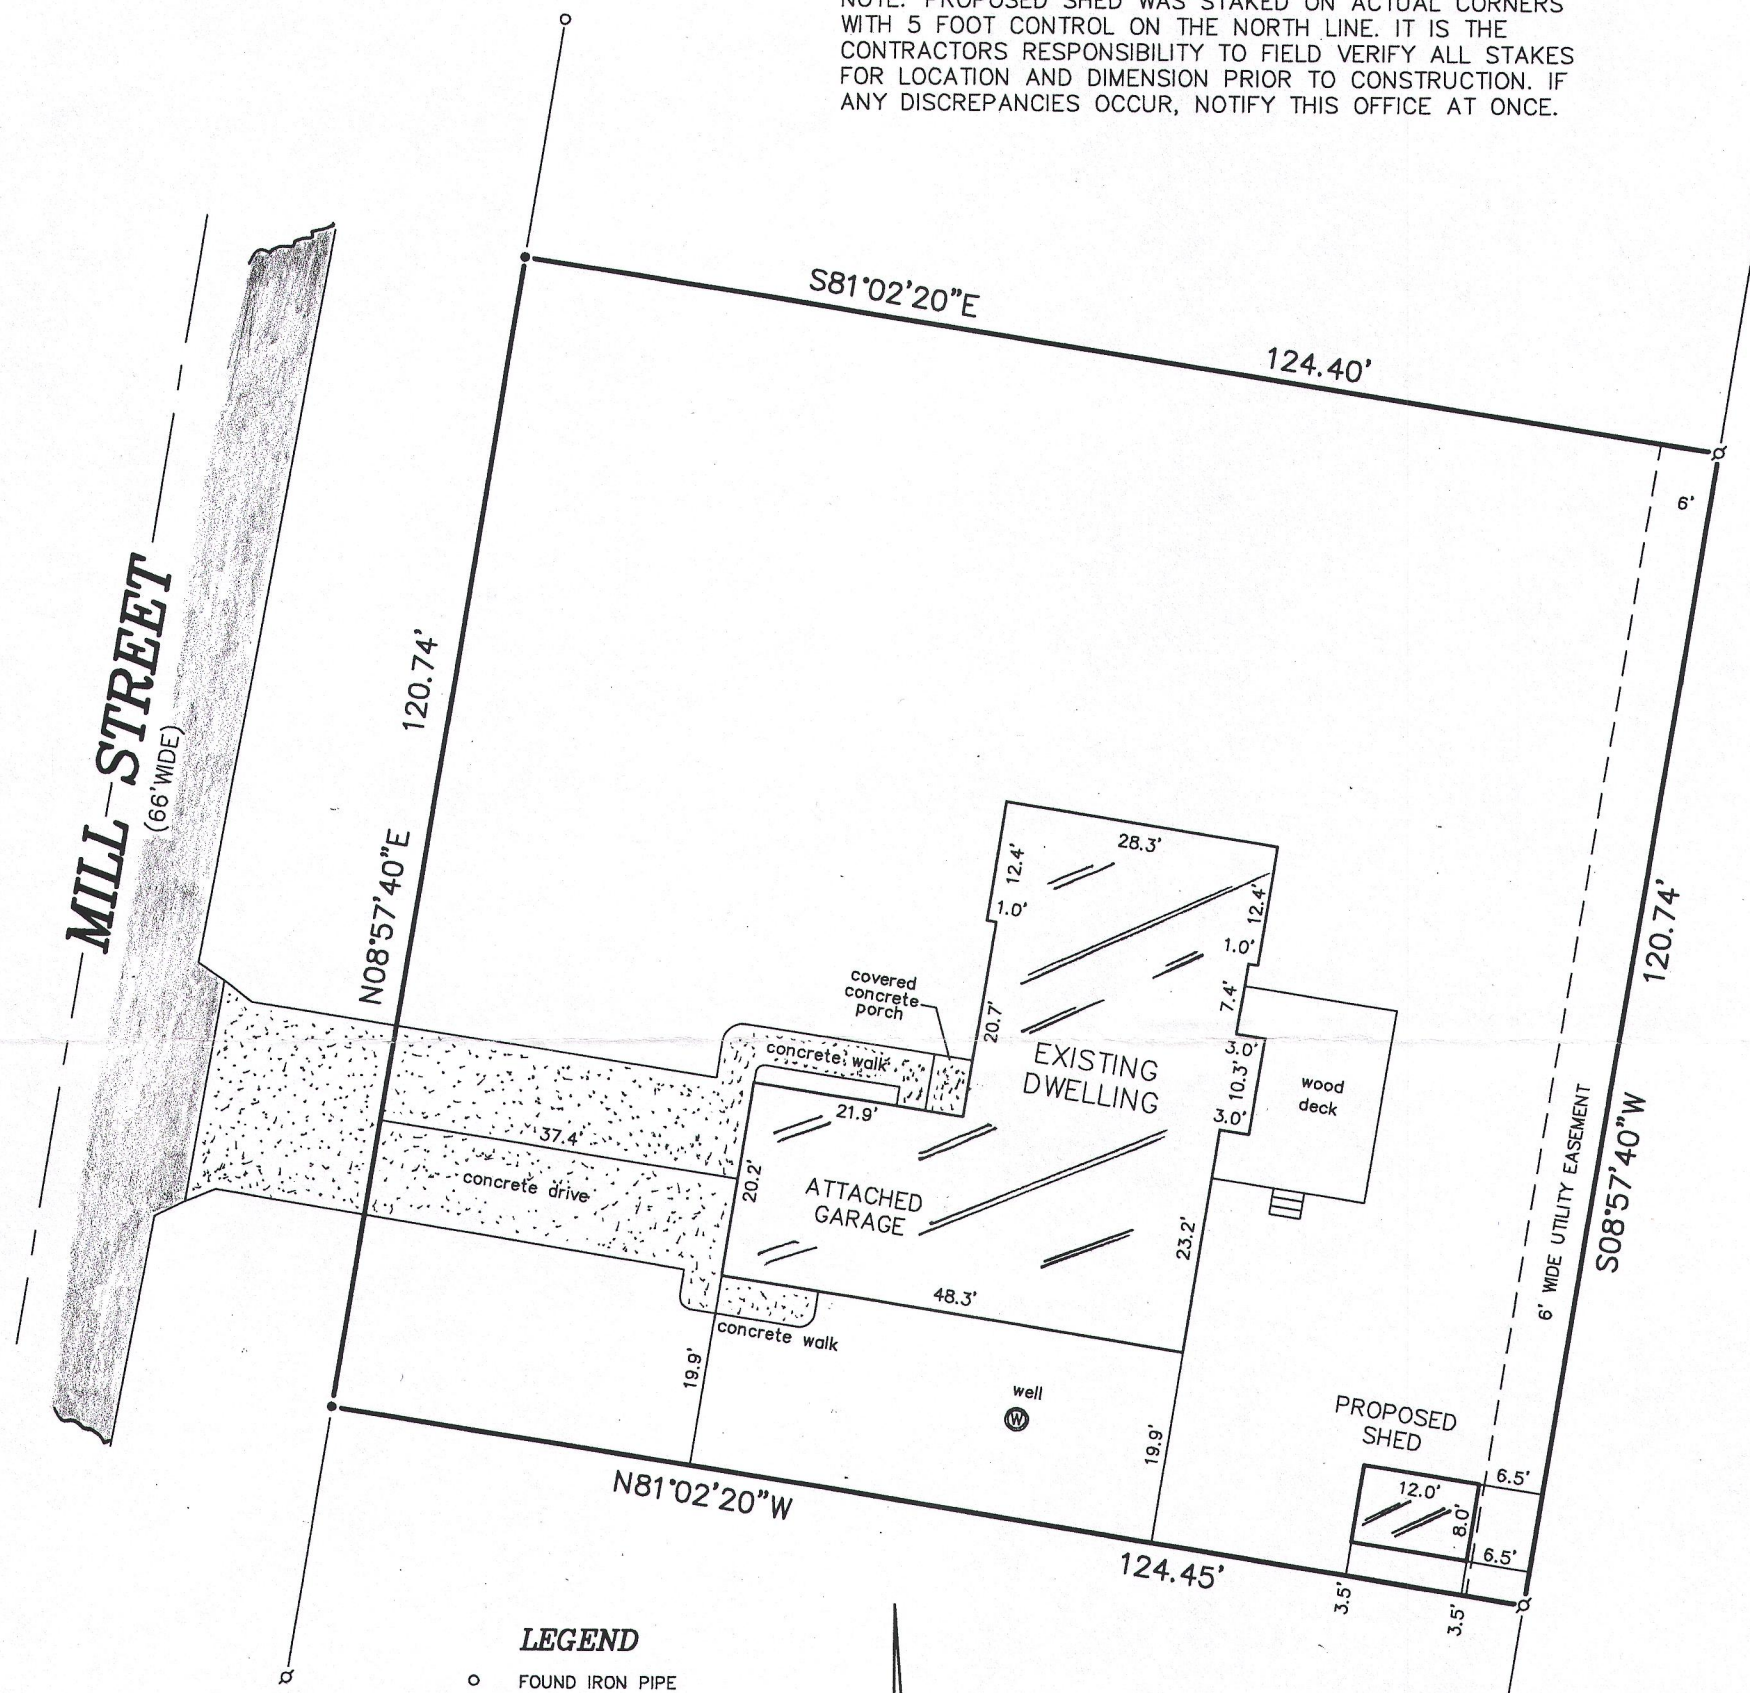 NOTE: PROPOSED SHED WAS STAKED ON ACTUAL CORNERS
WITH 5 FOOT CONTROL ON THE NORTH LINE. IT IS THE
CONTRACTORS RESPONSIBILITY TO FIELD VERIFY ALL STAKES
FOR LOCATION AND DIMENSION PRIOR TO CONSTRUCTION. IF
ANY DISCREPANCIES OCCUR, NOTIFY THIS OFFICE AT ONCE.
S81°02'20"E
124.40'
6'
MILL STREET
(66'WIDE)
120.74'
N08°57'40"E
28.3'
12.4'
1.0'
12.4'
1.0'
7.4'
20.7'
covered
concrete
porch
concrete walk
EXISTING
DWELLING
3.0'
10.3'
3.0'
wood
deck
120.74'
S08°57'40"W
6' WIDE UTILITY EASEMENT
21.9'
37.4'
concrete drive
20.2'
ATTACHED
GARAGE
23.2'
48.3'
concrete walk
19.9'
well
W
19.9'
PROPOSED
SHED
12.0'
8.0'
6.5'
6.5'
3.5'
3.5'
N81°02'20"W
124.45'
LEGEND
FOUND IRON PIPE